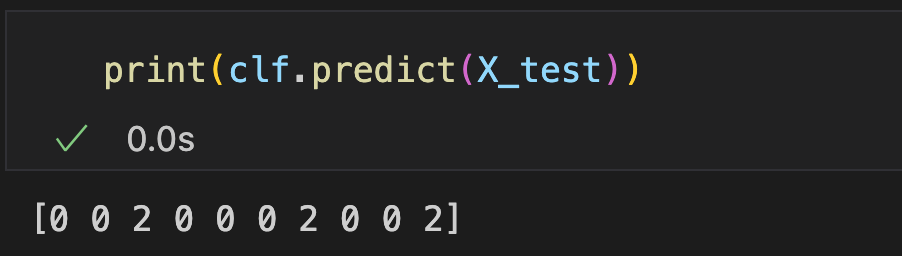 print(clf.predict(X_test))
0.0s
[0 0 2 0 0 0 2 0 0 2]